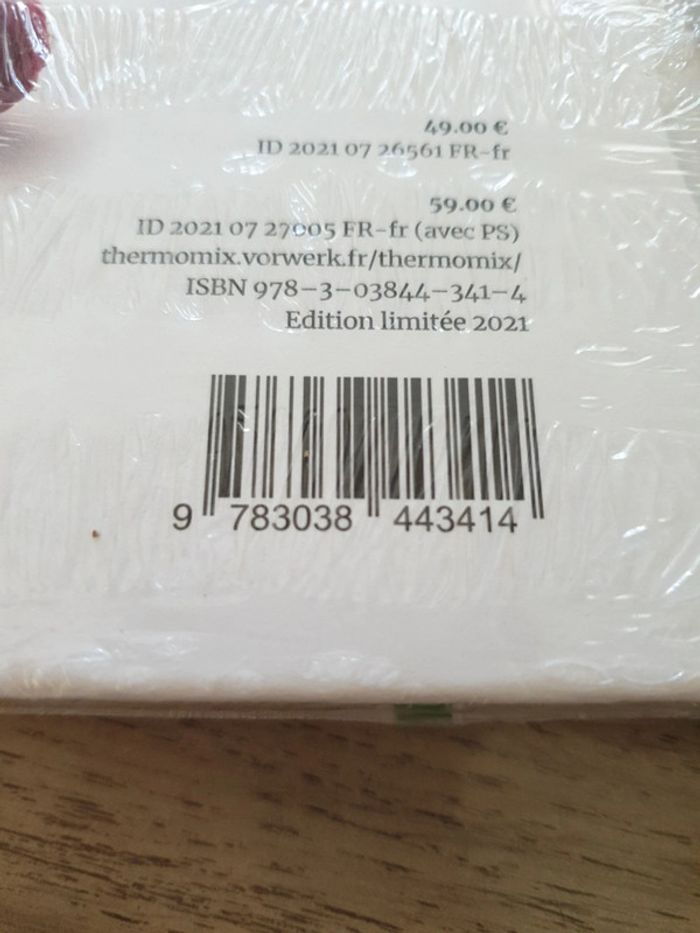 49.00 €
ID 2021 07 26561 FR-fr
59.00 €
ID 2021 07 27005 FR-fr (avec PS)
thermomix.vorwerk.fr/thermomix/
ISBN 978-3-03844-341-4
Edition limitée 2021
9 783038 443414